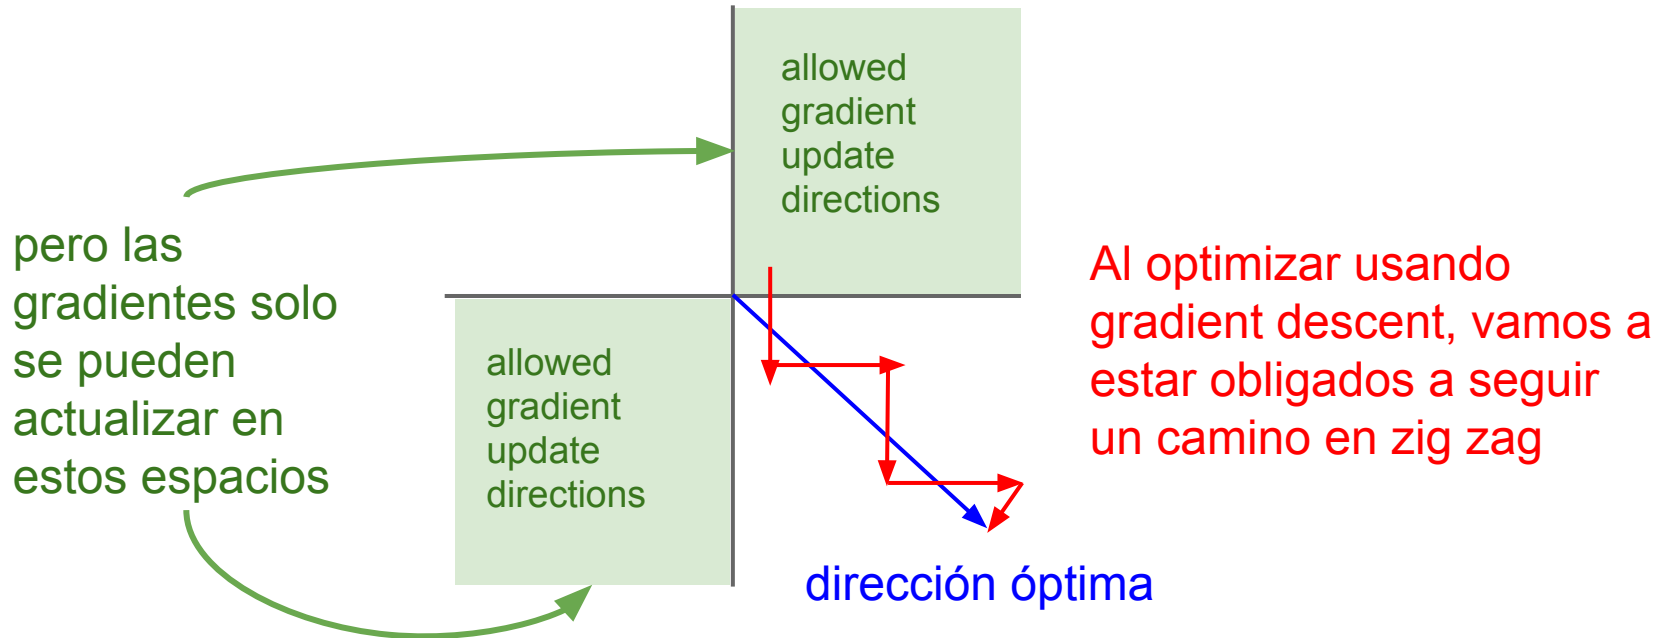 allowed
gradient
update
directions
pero las
gradientes solo
se pueden
actualizar en
estos espacios
Al optimizar usando
gradient descent, vamos a
estar obligados a seguir
un camino en zig zag
allowed
gradient
update
directions
dirección óptima